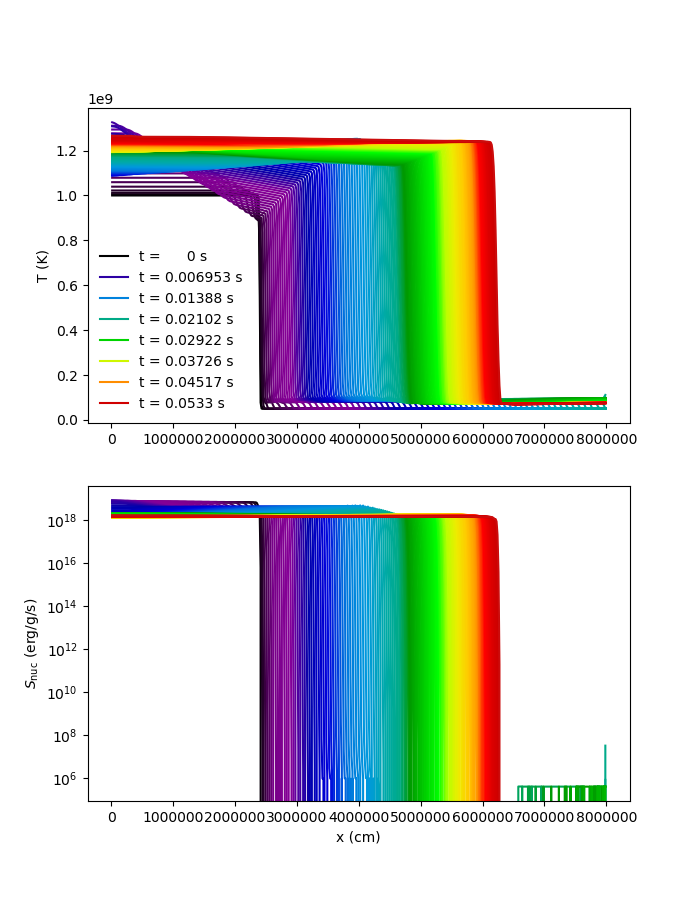 1e9
1.2
1.0
0.8
0.6
0.4
0.2
0.0
T (K)
t = 0 s
t = 0.006953 s
t = 0.01388 s
t = 0.02102 s
t = 0.02922 s
t = 0.03726 s
t = 0.04517 s
t = 0.0533 s
0 1000000 2000000 3000000 4000000 5000000 6000000 7000000 8000000
10^18
10^16
10^14
10^12
10^10
10^8
10^6
S_nuc (erg/g/s)
0 1000000 2000000 3000000 4000000 5000000 6000000 7000000 8000000
x (cm)